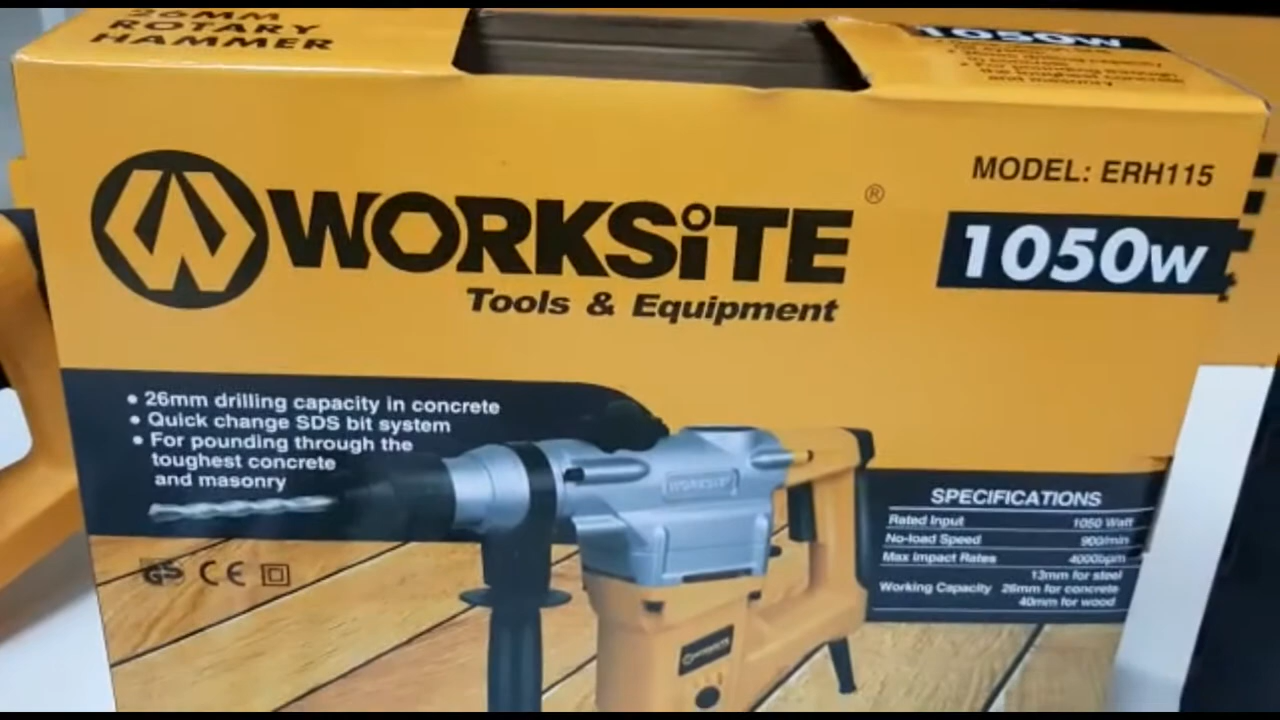 26MM
ROTARY
HAMMER
1050W
WORKSiTE®
Tools & Equipment
MODEL: ERH115
1050W
• 26mm drilling capacity in concrete
• Quick change SDS bit system
• For pounding through the
toughest concrete
and masonry
WORKSITE
SPECIFICATIONS
Rated Input 1050 Watt
No-load Speed 900/min
Max Impact Rates 4000bpm
Working Capacity 13mm for steel
26mm for concrete
40mm for wood
GS CE
WORKSITE